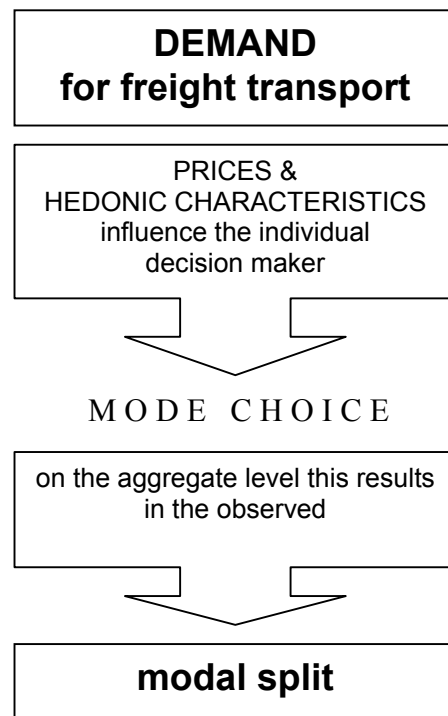 DEMAND
for freight transport
PRICES &
HEDONIC CHARACTERISTICS
influence the individual
decision maker
MODE CHOICE
on the aggregate level this results
in the observed
modal split